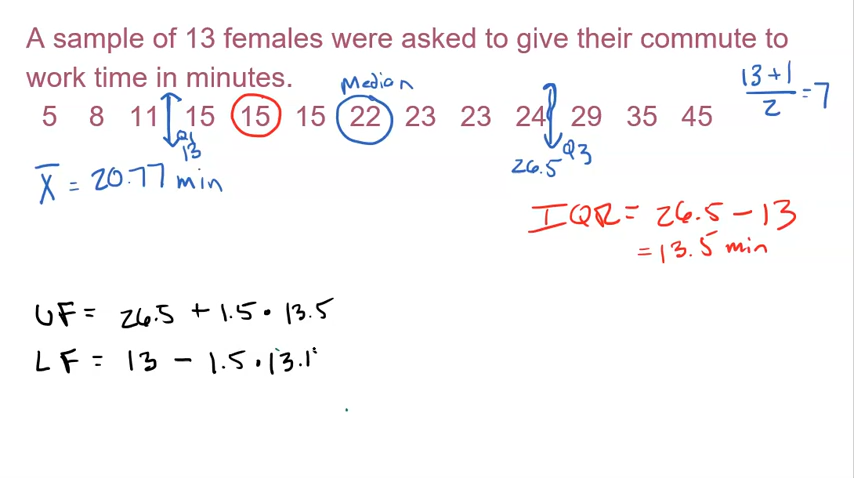 A sample of 13 females were asked to give their commute to
work time in minutes.
Median
13 + 1
2
= 7
5 8 11 15 15 15 22 23 23 24 29 35 45
Q1
13
Q3
26.5
X̄ = 20.77 min
IQR = 26.5 - 13
= 13.5 min
UF = 26.5 + 1.5 · 13.5
LF = 13 - 1.5 · 13.